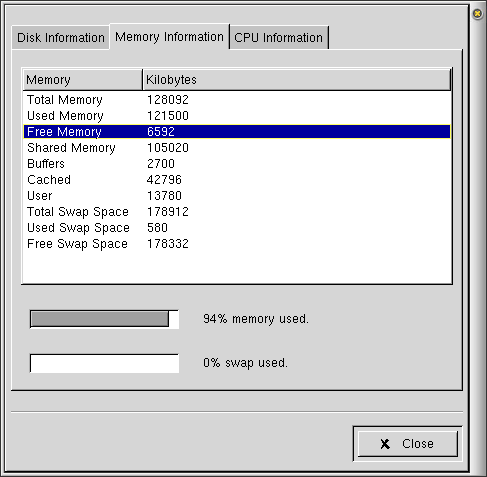 Disk Information Memory Information CPU Information
Memory Kilobytes
Total Memory 128092
Used Memory 121500
Free Memory 6592
Shared Memory 105020
Buffers 2700
Cached 42796
User 13780
Total Swap Space 178912
Used Swap Space 580
Free Swap Space 178332
94% memory used.
0% swap used.
Close